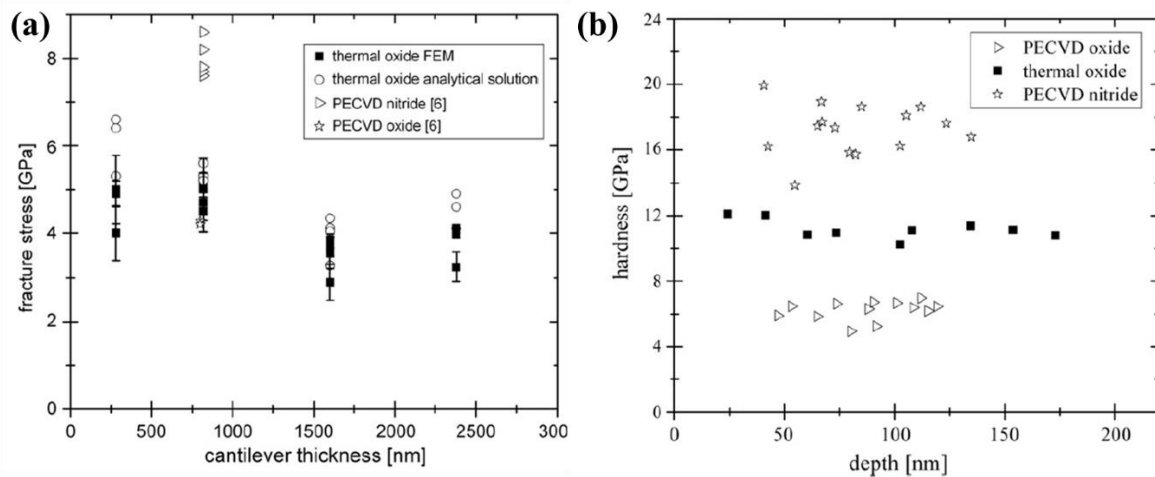 (a)
8
6
4
2
0
fracture stress [GPa]
thermal oxide FEM
thermal oxide analytical solution
PECVD nitride [6]
PECVD oxide [6]
0 500 1000 1500 2000 2500 300
cantilever thickness [nm]
(b)
24
20
16
12
8
4
0
hardness [GPa]
PECVD oxide
thermal oxide
PECVD nitride
0 50 100 150 200
depth [nm]